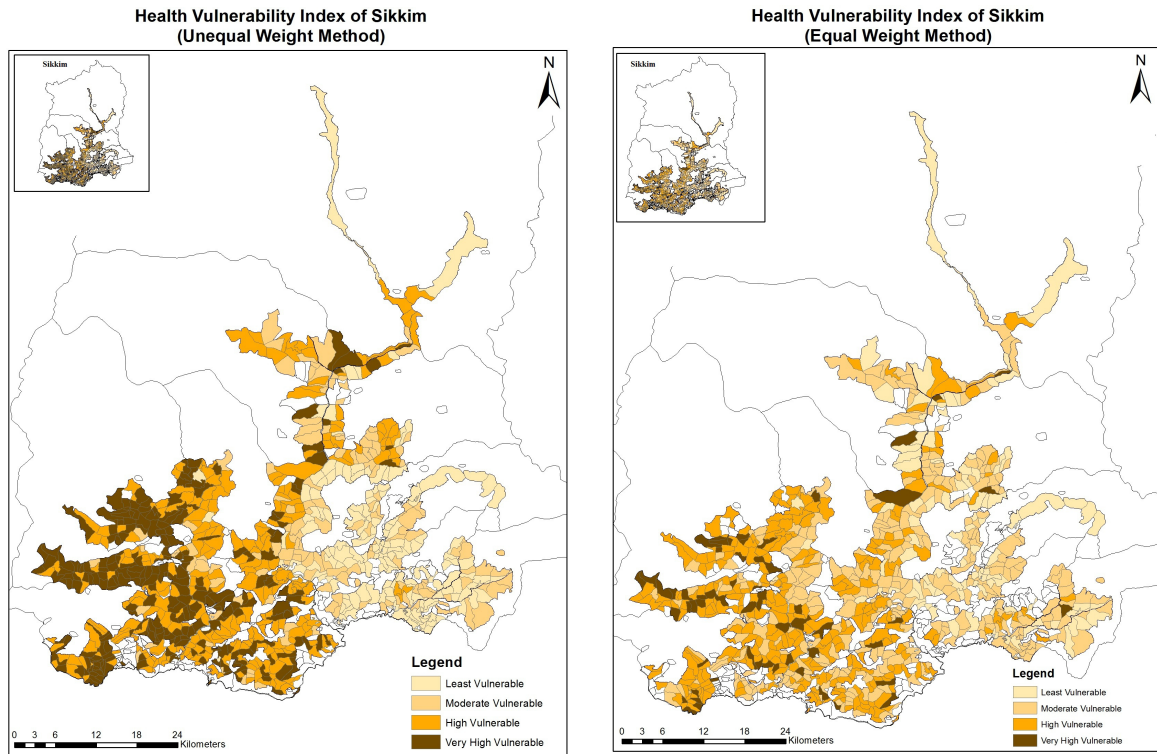 Health Vulnerability Index of Sikkim
(Unequal Weight Method)
Sikkim
N
Legend
Least Vulnerable
Moderate Vulnerable
High Vulnerable
Very High Vulnerable
0 3 6 12 18 24
Kilometers
Health Vulnerability Index of Sikkim
(Equal Weight Method)
Sikkim
N
Legend
Least Vulnerable
Moderate Vulnerable
High Vulnerable
Very High Vulnerable
0 3 6 12 18 24
Kilometers